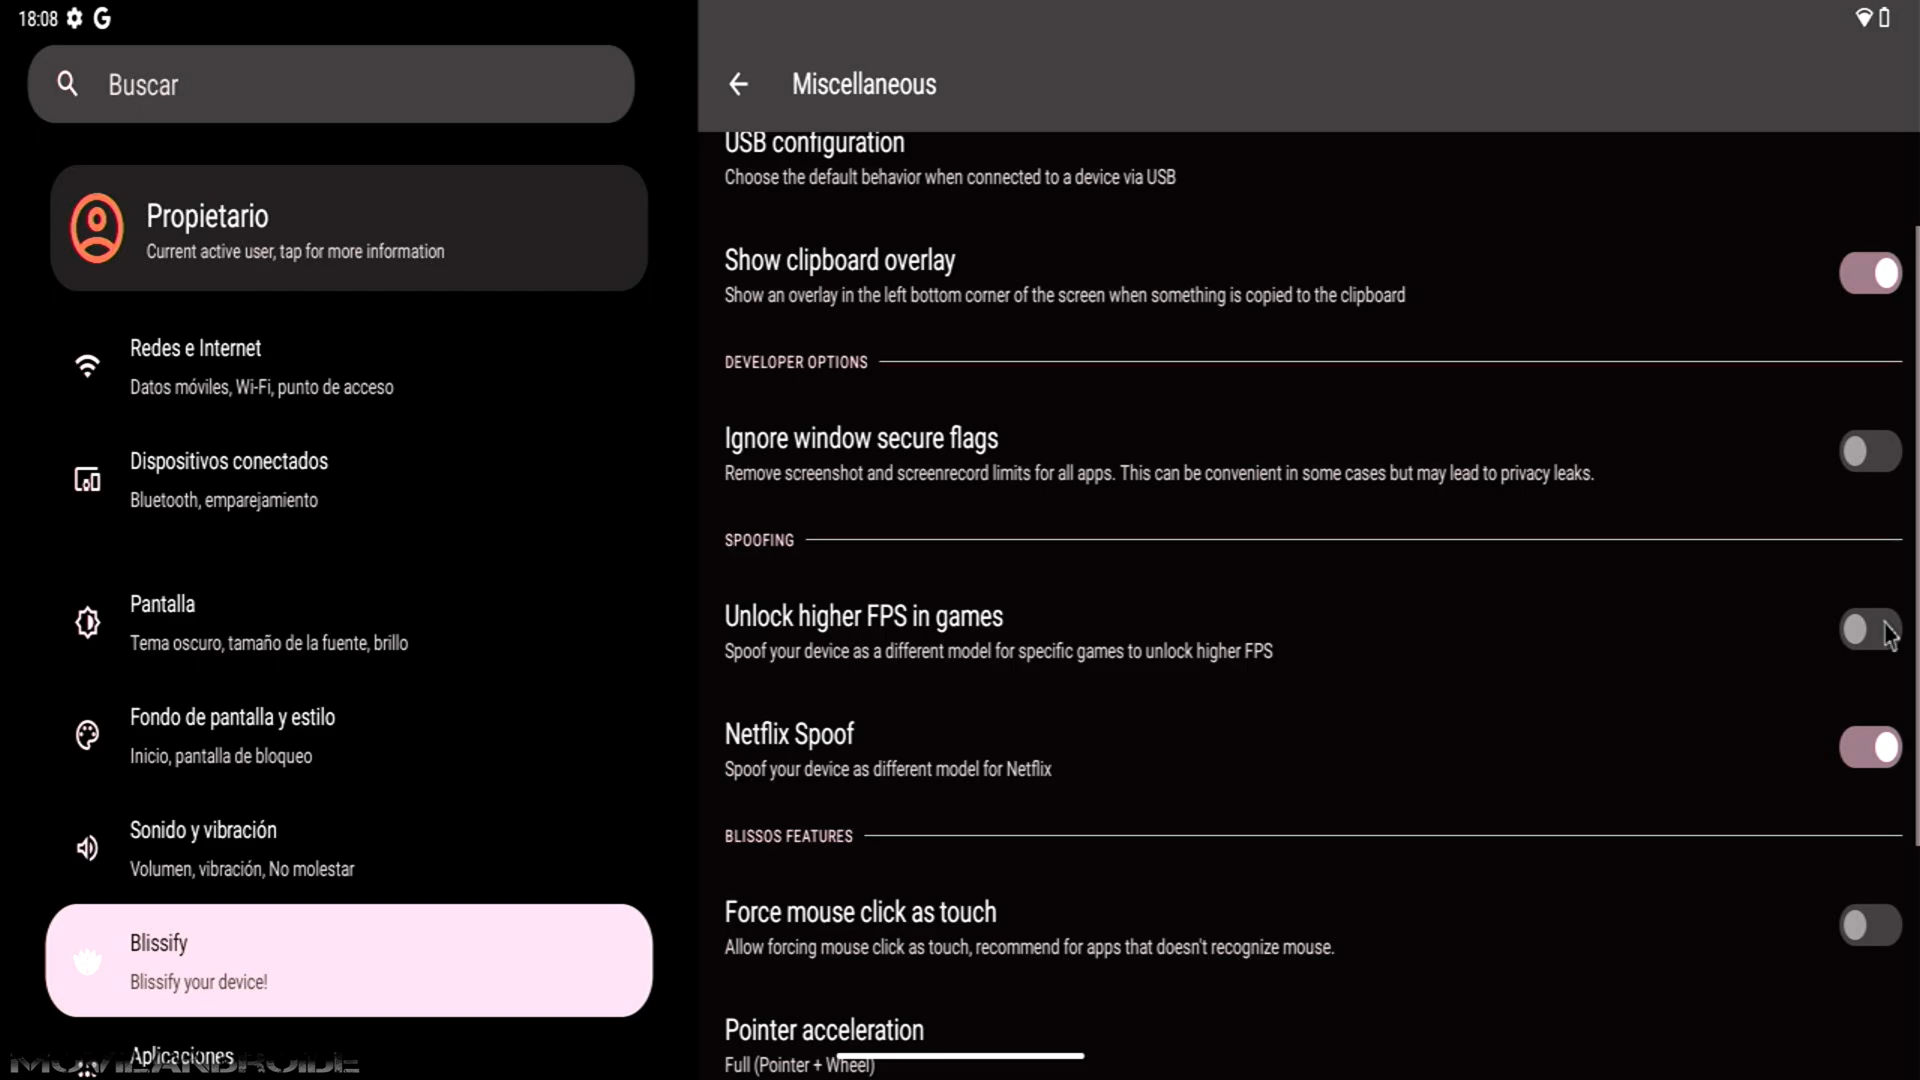 18:08
Buscar
Propietario
Current active user, tap for more information
Redes e Internet
Datos móviles, Wi-Fi, punto de acceso
Dispositivos conectados
Bluetooth, emparejamiento
Pantalla
Tema oscuro, tamaño de la fuente, brillo
Fondo de pantalla y estilo
Inicio, pantalla de bloqueo
Sonido y vibración
Volumen, vibración, No molestar
Blissify
Blissify your device!
Aplicaciones
MOVILEANDROIDE
Miscellaneous
USB configuration
Choose the default behavior when connected to a device via USB
Show clipboard overlay
Show an overlay in the left bottom corner of the screen when something is copied to the clipboard
DEVELOPER OPTIONS
Ignore window secure flags
Remove screenshot and screenrecord limits for all apps. This can be convenient in some cases but may lead to privacy leaks.
SPOOFING
Unlock higher FPS in games
Spoof your device as a different model for specific games to unlock higher FPS
Netflix Spoof
Spoof your device as different model for Netflix
BLISSOS FEATURES
Force mouse click as touch
Allow forcing mouse click as touch, recommend for apps that doesn't recognize mouse.
Pointer acceleration
Full (Pointer + Wheel)